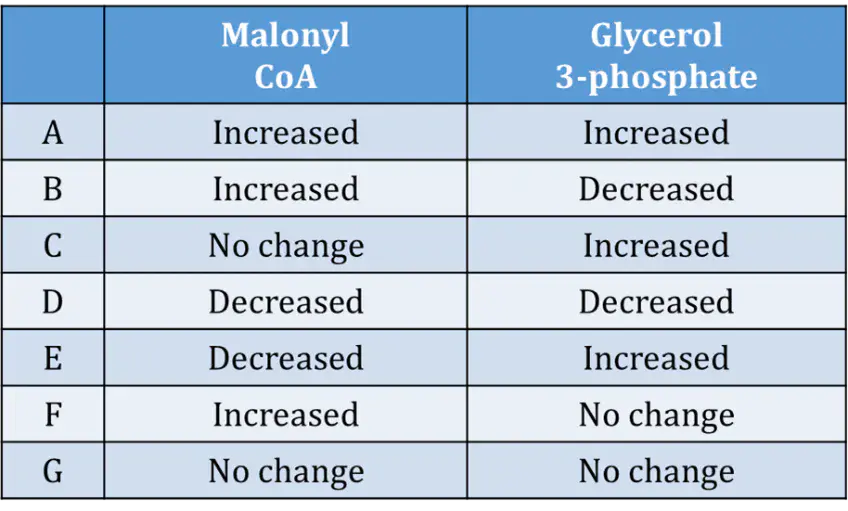 Malonyl CoA Glycerol 3-phosphate
A Increased Increased
B Increased Decreased
C No change Increased
D Decreased Decreased
E Decreased Increased
F Increased No change
G No change No change